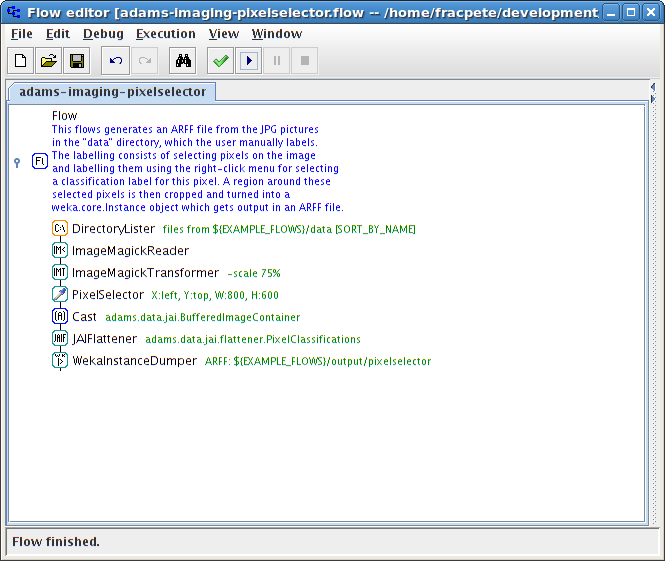 Flow editor [adams-imaging-pixelselector.flow -- /home/fracpete/development
File Edit Debug Execution View Window
adams-imaging-pixelselector
Flow
This flows generates an ARFF file from the JPG pictures
in the "data" directory, which the user manually labels.
The labelling consists of selecting pixels on the image
and labelling them using the right-click menu for selecting
a classification label for this pixel. A region around these
selected pixels is then cropped and turned into a
weka.core.Instance object which gets output in an ARFF file.
Fl
C:\ DirectoryLister files from ${EXAMPLE_FLOWS}/data [SORT_BY_NAME]
IM< ImageMagickReader
IMT ImageMagickTransformer -scale 75%
PixelSelector X:left, Y:top, W:800, H:600
(A) Cast adams.data.jai.BufferedImageContainer
JAIF JAIFlattener adams.data.jai.flattener.PixelClassifications
WekaInstanceDumper ARFF: ${EXAMPLE_FLOWS}/output/pixelselector
Flow finished.